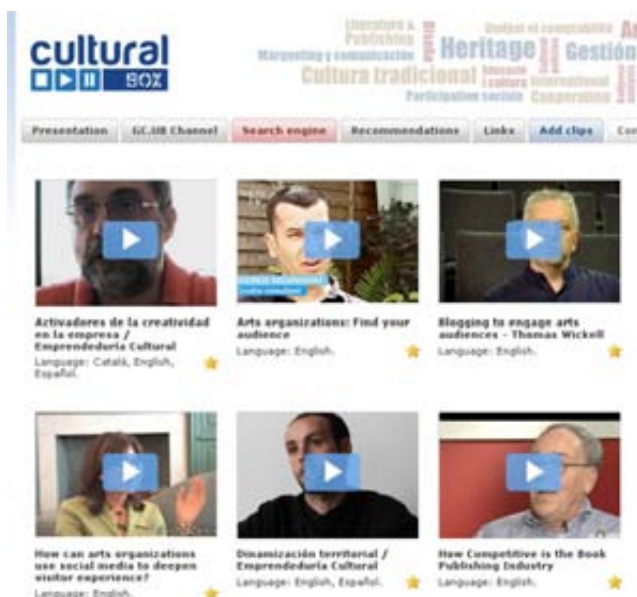 cultural
BOX
Literature &
Publishing
Márqueting y comunicación
Heritage
Gestión
Cultura tradicional
i cultura
International
Participation sociale
Cooperation
Presentation GC.UB Channel Search engine Recommendations Links Add clips
Activadores de la creatividad
en la empresa /
Emprendeduría Cultural
Language: Català, English,
Español.
Arts organizations: Find your
audience
Language: English.
Blogging to engage arts
audiences - Thomas Wickell
Language: English.
How can arts organizations
use social media to deepen
visitor experience?
Language: English.
Dinamización territorial /
Emprendeduría Cultural
Language: English, Español.
How Competitive is the Book
Publishing Industry
Language: English.